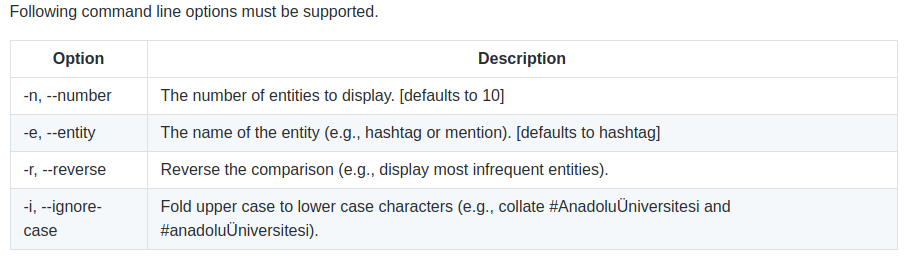 Following command line options must be supported.
Option Description
-n, --number The number of entities to display. [defaults to 10]
-e, --entity The name of the entity (e.g., hashtag or mention). [defaults to hashtag]
-r, --reverse Reverse the comparison (e.g., display most infrequent entities).
-i, --ignore- Fold upper case to lower case characters (e.g., collate #AnadoluÜniversitesi and
case #anadoluÜniversitesi).